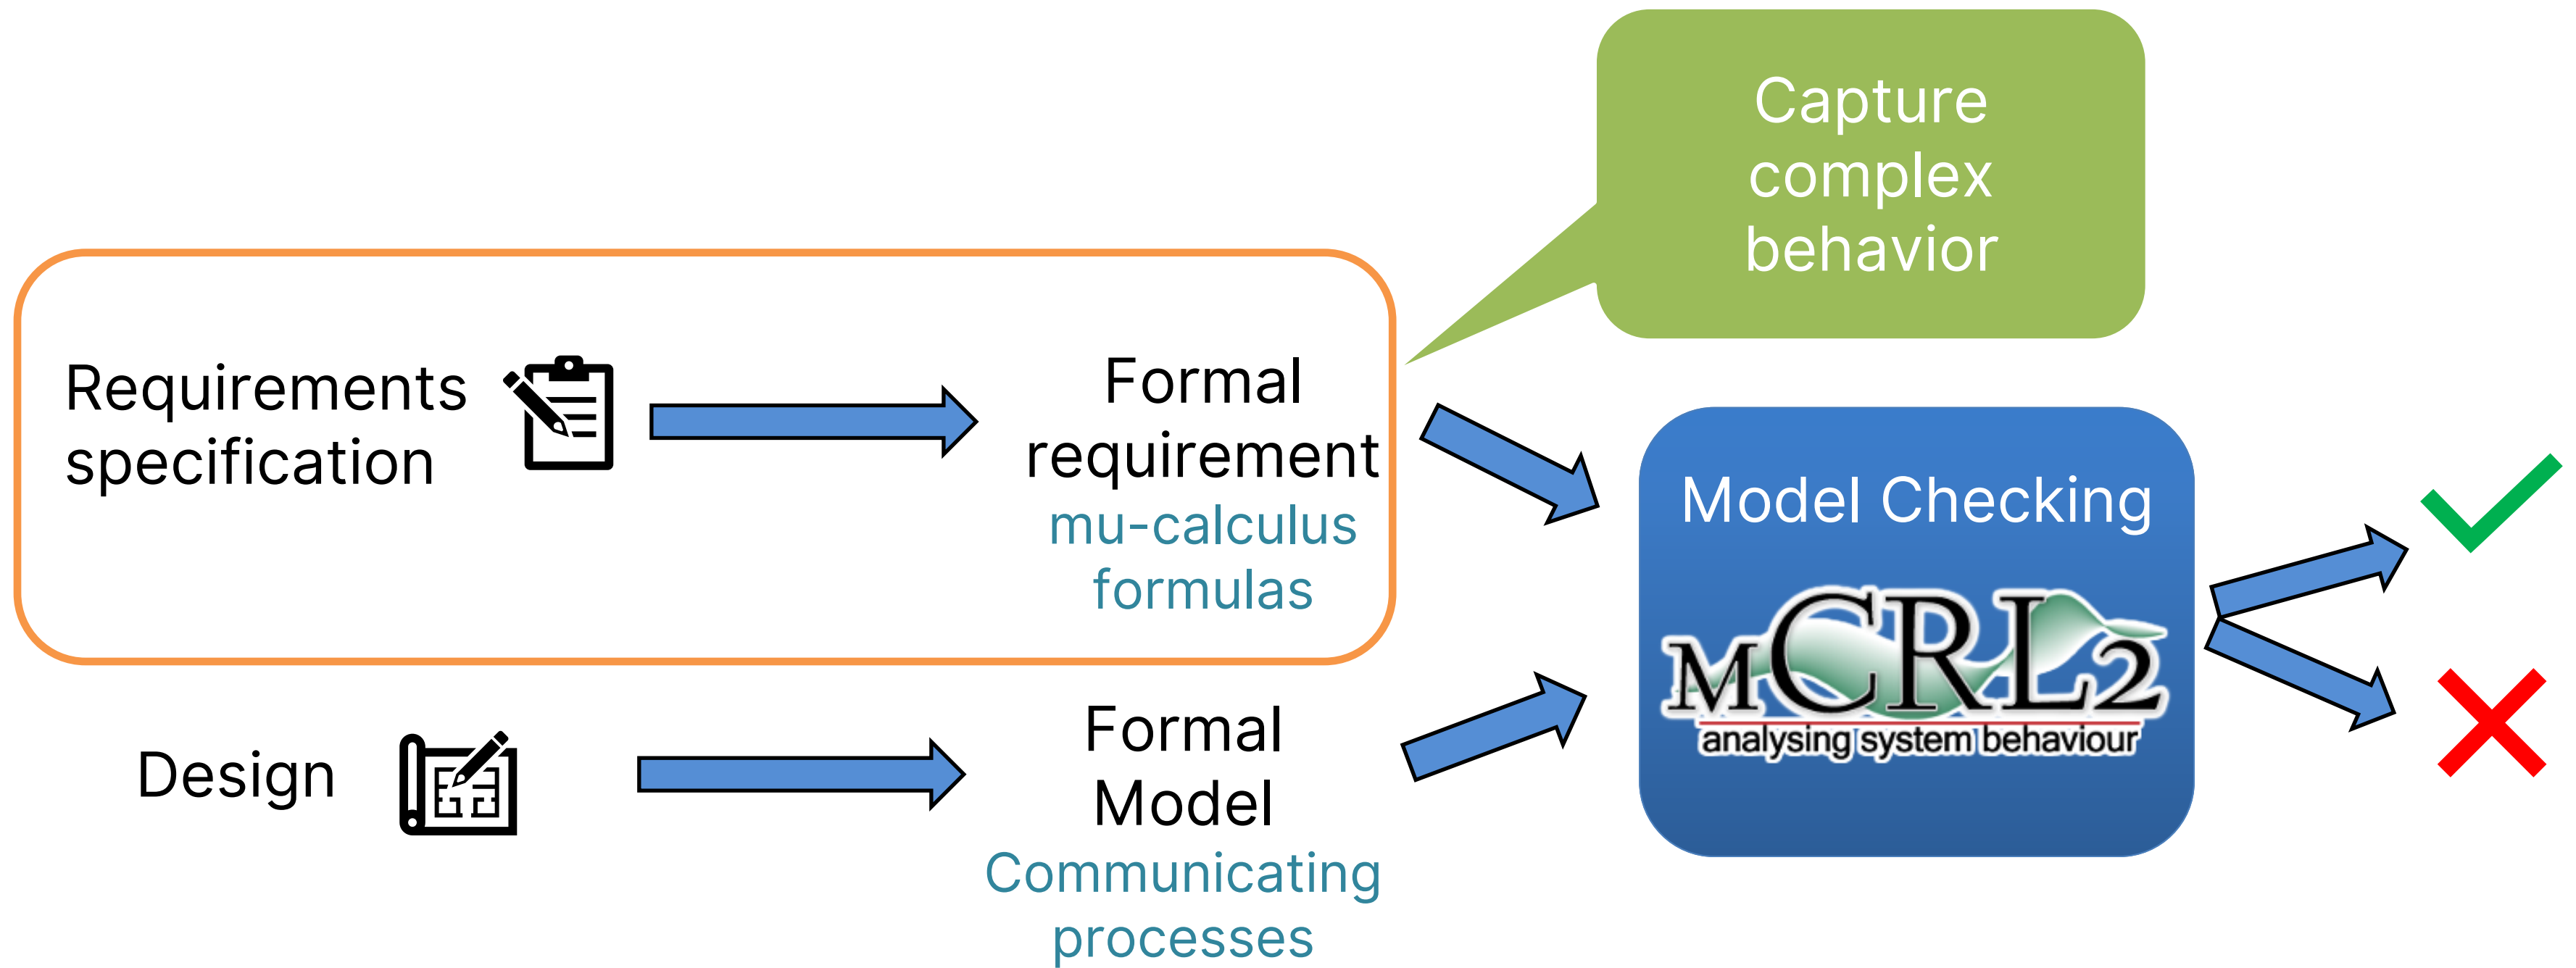 Capture
complex
behavior
Requirements
specification
Formal
requirement
mu-calculus
formulas
Model Checking
mCRL2
analysing system behaviour
Design
Formal
Model
Communicating
processes